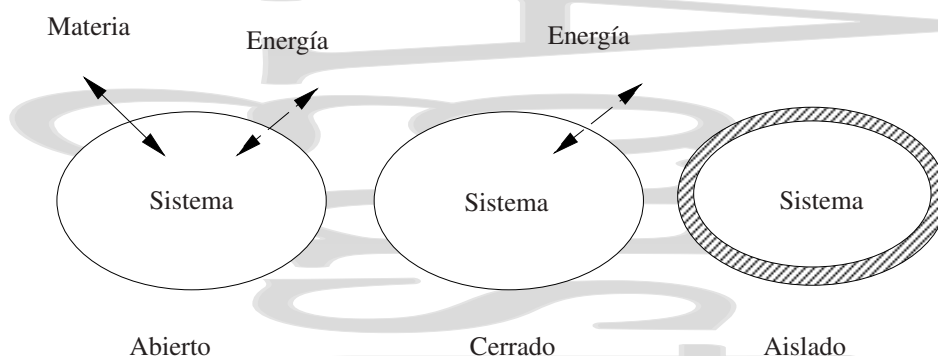 Materia
Energía
Energía
Sistema
Sistema
Sistema
Abierto
Cerrado
Aislado